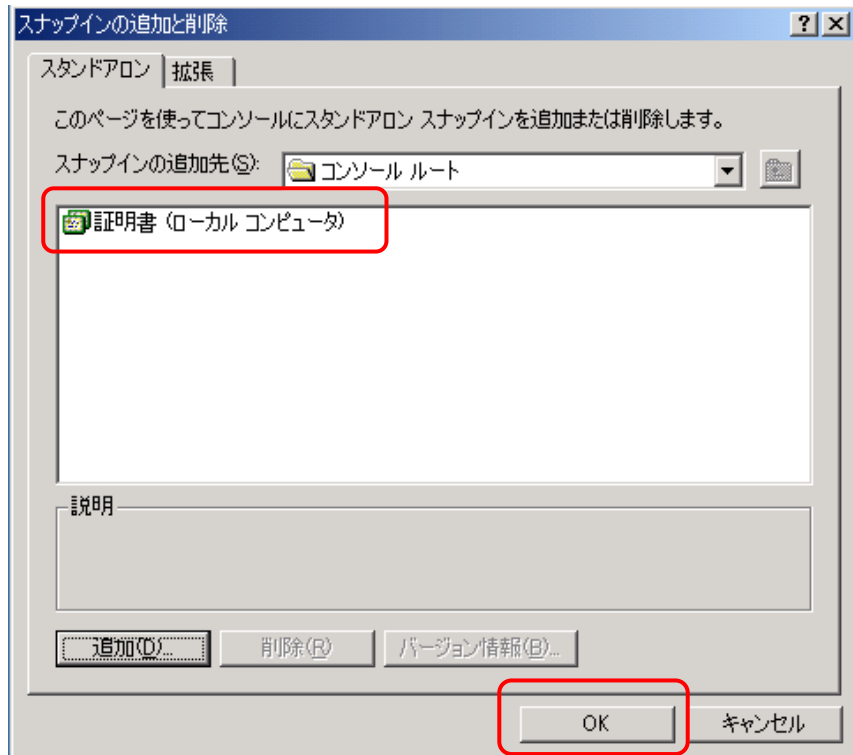 スナップインの追加と削除
スタンドアロン 拡張
このページを使ってコンソールにスタンドアロン スナップインを追加または削除します。
スナップインの追加先(S): コンソール ルート
証明書 (ローカル コンピュータ)
説明
追加(D)... 削除(R) バージョン情報(B)...
OK キャンセル